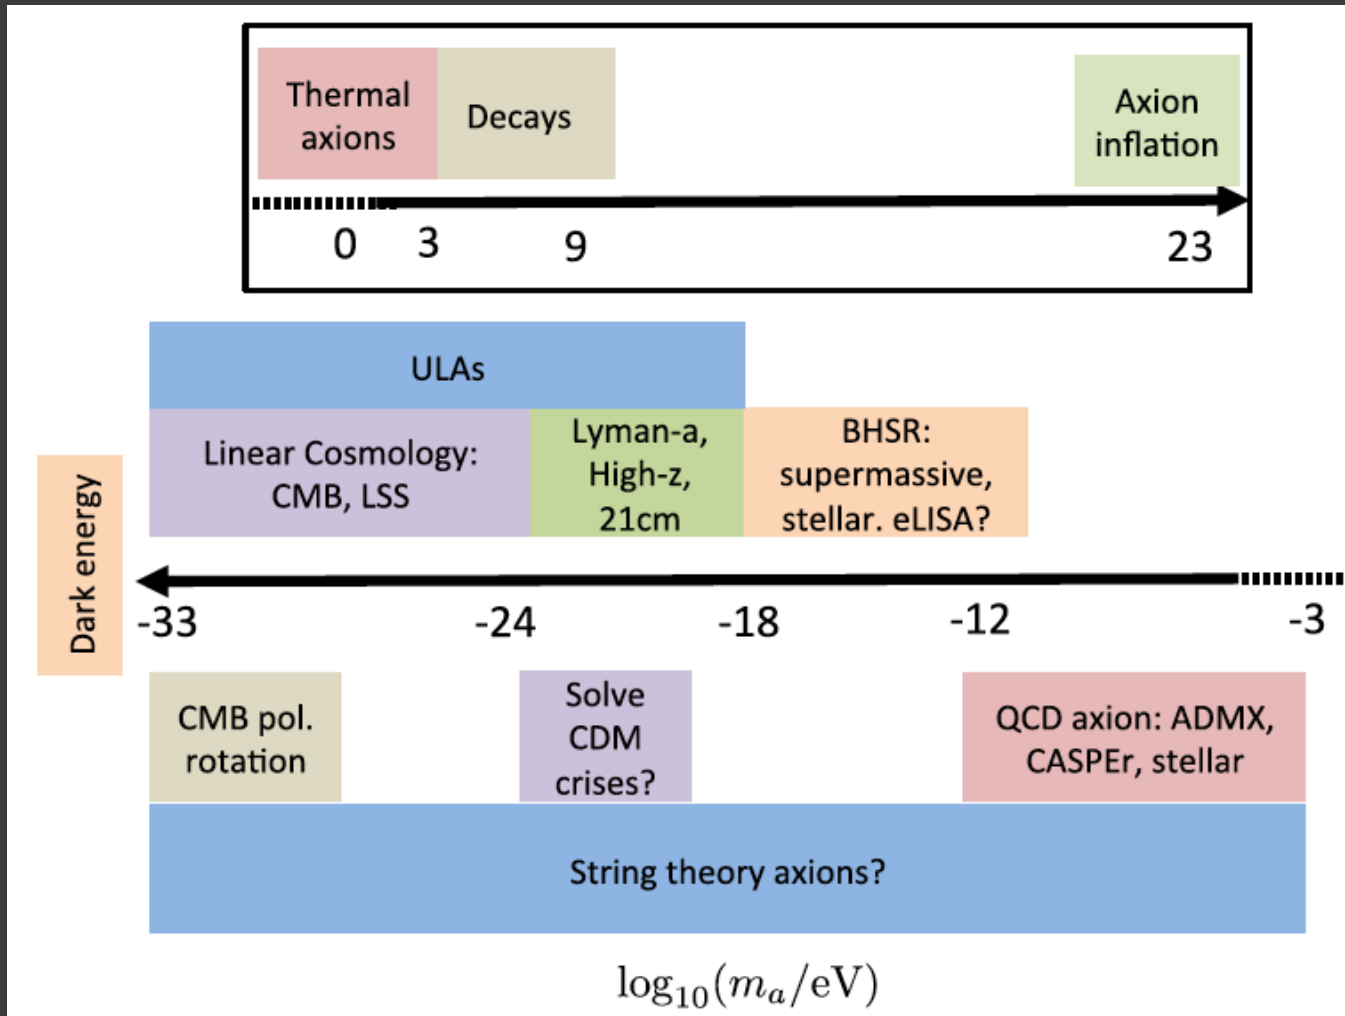 Thermal
axions
Decays
Axion
inflation
0 3 9 23
ULAs
Linear Cosmology:
CMB, LSS
Lyman-a,
High-z,
21cm
BHSR:
supermassive,
stellar. eLISA?
Dark energy
-33 -24 -18 -12 -3
CMB pol.
rotation
Solve
CDM
crises?
QCD axion: ADMX,
CASPEr, stellar
String theory axions?
log₁₀(mₐ/eV)